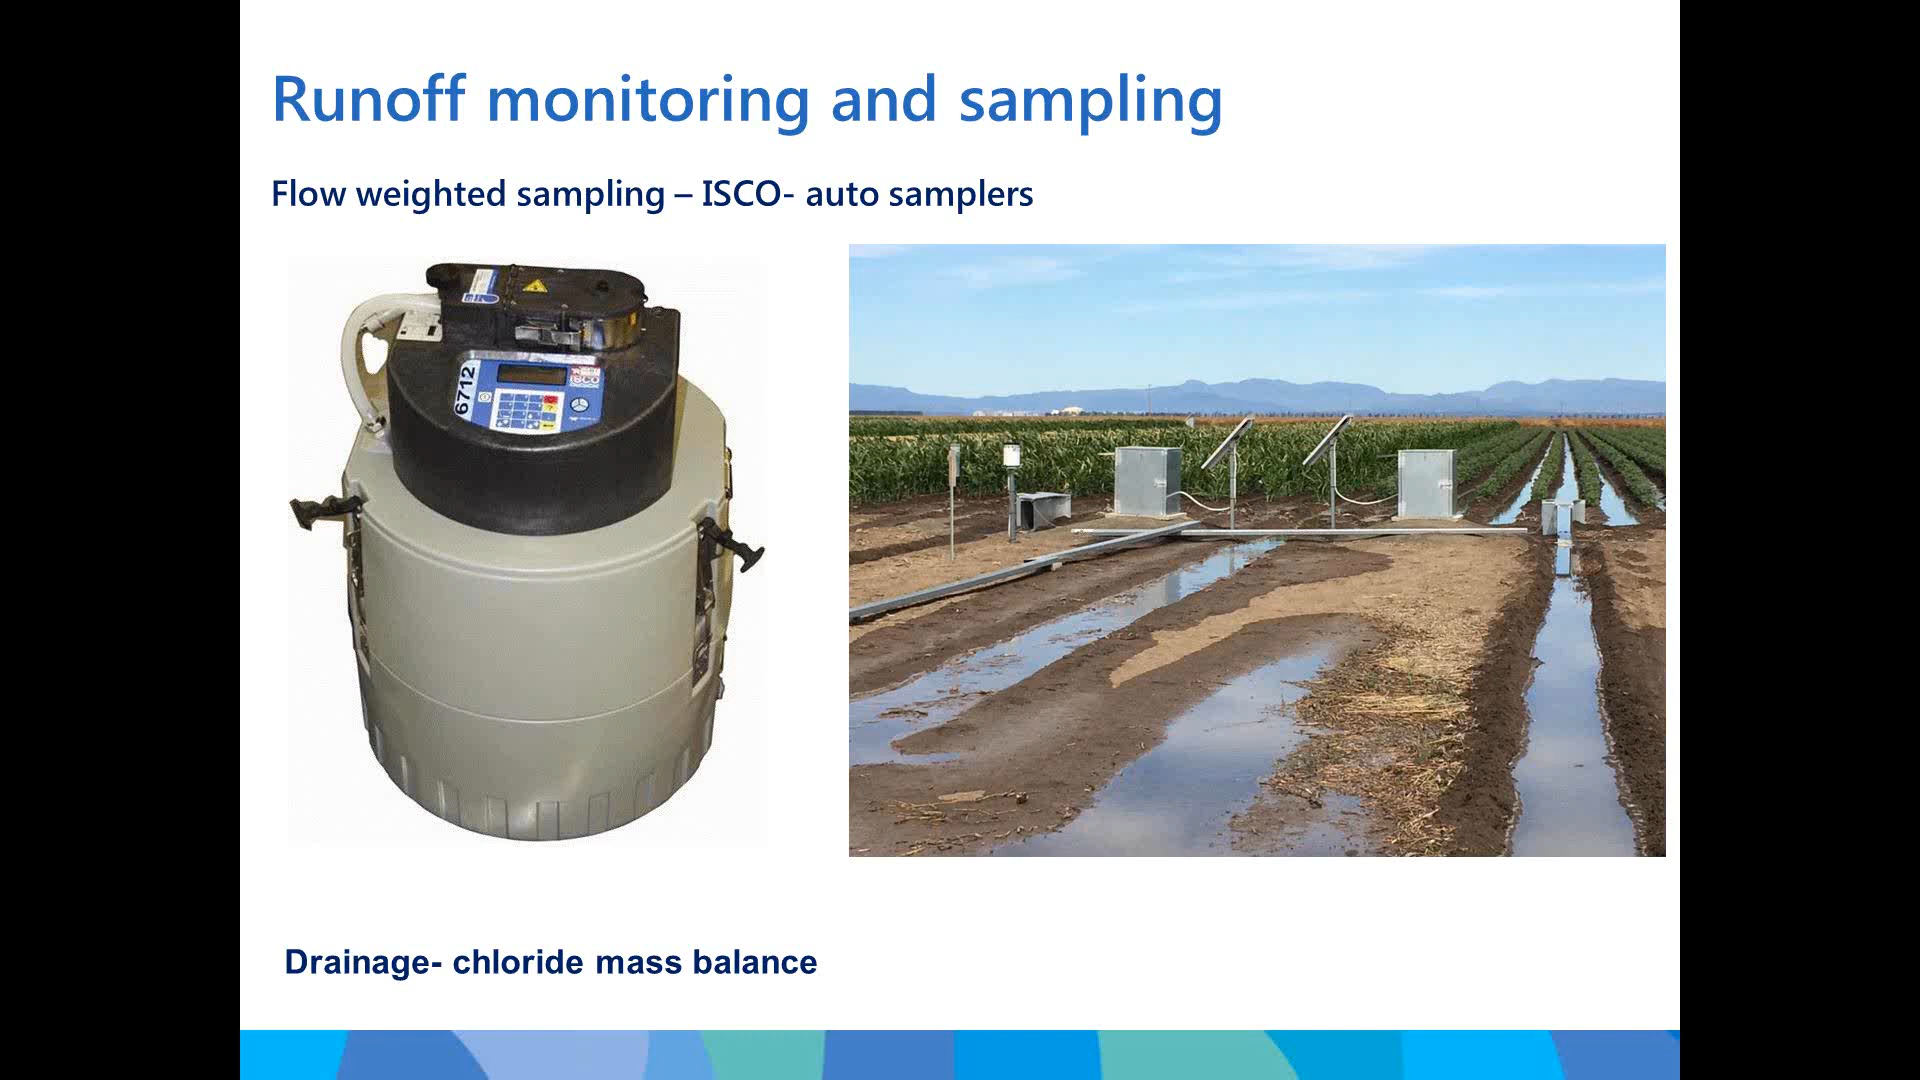 Runoff monitoring and sampling
Flow weighted sampling – ISCO- auto samplers
6712
ISCO
Drainage- chloride mass balance